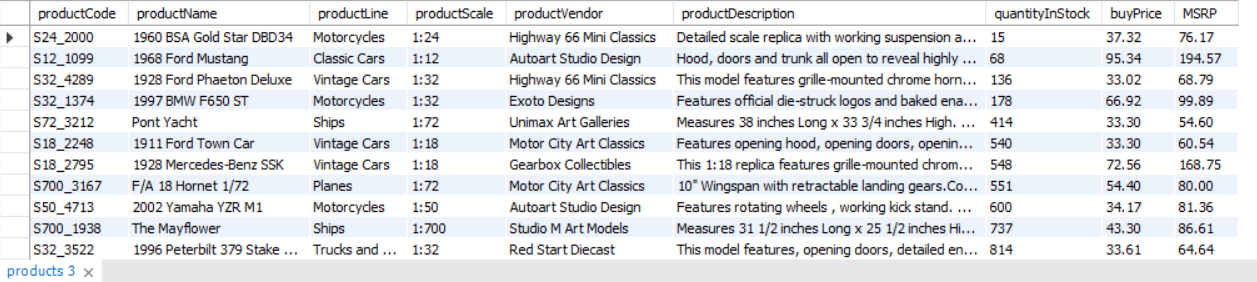 productCode productName productLine productScale productVendor productDescription quantityInStock buyPrice MSRP
S24_2000 1960 BSA Gold Star DBD34 Motorcycles 1:24 Highway 66 Mini Classics Detailed scale replica with working suspension a... 15 37.32 76.17
S12_1099 1968 Ford Mustang Classic Cars 1:12 Autoart Studio Design Hood, doors and trunk all open to reveal highly ... 68 95.34 194.57
S32_4289 1928 Ford Phaeton Deluxe Vintage Cars 1:32 Highway 66 Mini Classics This model features grille-mounted chrome horn... 136 33.02 68.79
S32_1374 1997 BMW F650 ST Motorcycles 1:32 Exoto Designs Features official die-struck logos and baked ena... 178 66.92 99.89
S72_3212 Pont Yacht Ships 1:72 Unimax Art Galleries Measures 38 inches Long x 33 3/4 inches High. ... 414 33.30 54.60
S18_2248 1911 Ford Town Car Vintage Cars 1:18 Motor City Art Classics Features opening hood, opening doors, openin... 540 33.30 60.54
S18_2795 1928 Mercedes-Benz SSK Vintage Cars 1:18 Gearbox Collectibles This 1:18 replica features grille-mounted chrom... 548 72.56 168.75
S700_3167 F/A 18 Hornet 1/72 Planes 1:72 Motor City Art Classics 10" Wingspan with retractable landing gears.Co... 551 54.40 80.00
S50_4713 2002 Yamaha YZR M1 Motorcycles 1:50 Autoart Studio Design Features rotating wheels , working kick stand. ... 600 34.17 81.36
S700_1938 The Mayflower Ships 1:700 Studio M Art Models Measures 31 1/2 inches Long x 25 1/2 inches Hi... 737 43.30 86.61
S32_3522 1996 Peterbilt 379 Stake ... Trucks and ... 1:32 Red Start Diecast This model features, opening doors, detailed en... 814 33.61 64.64
products 3